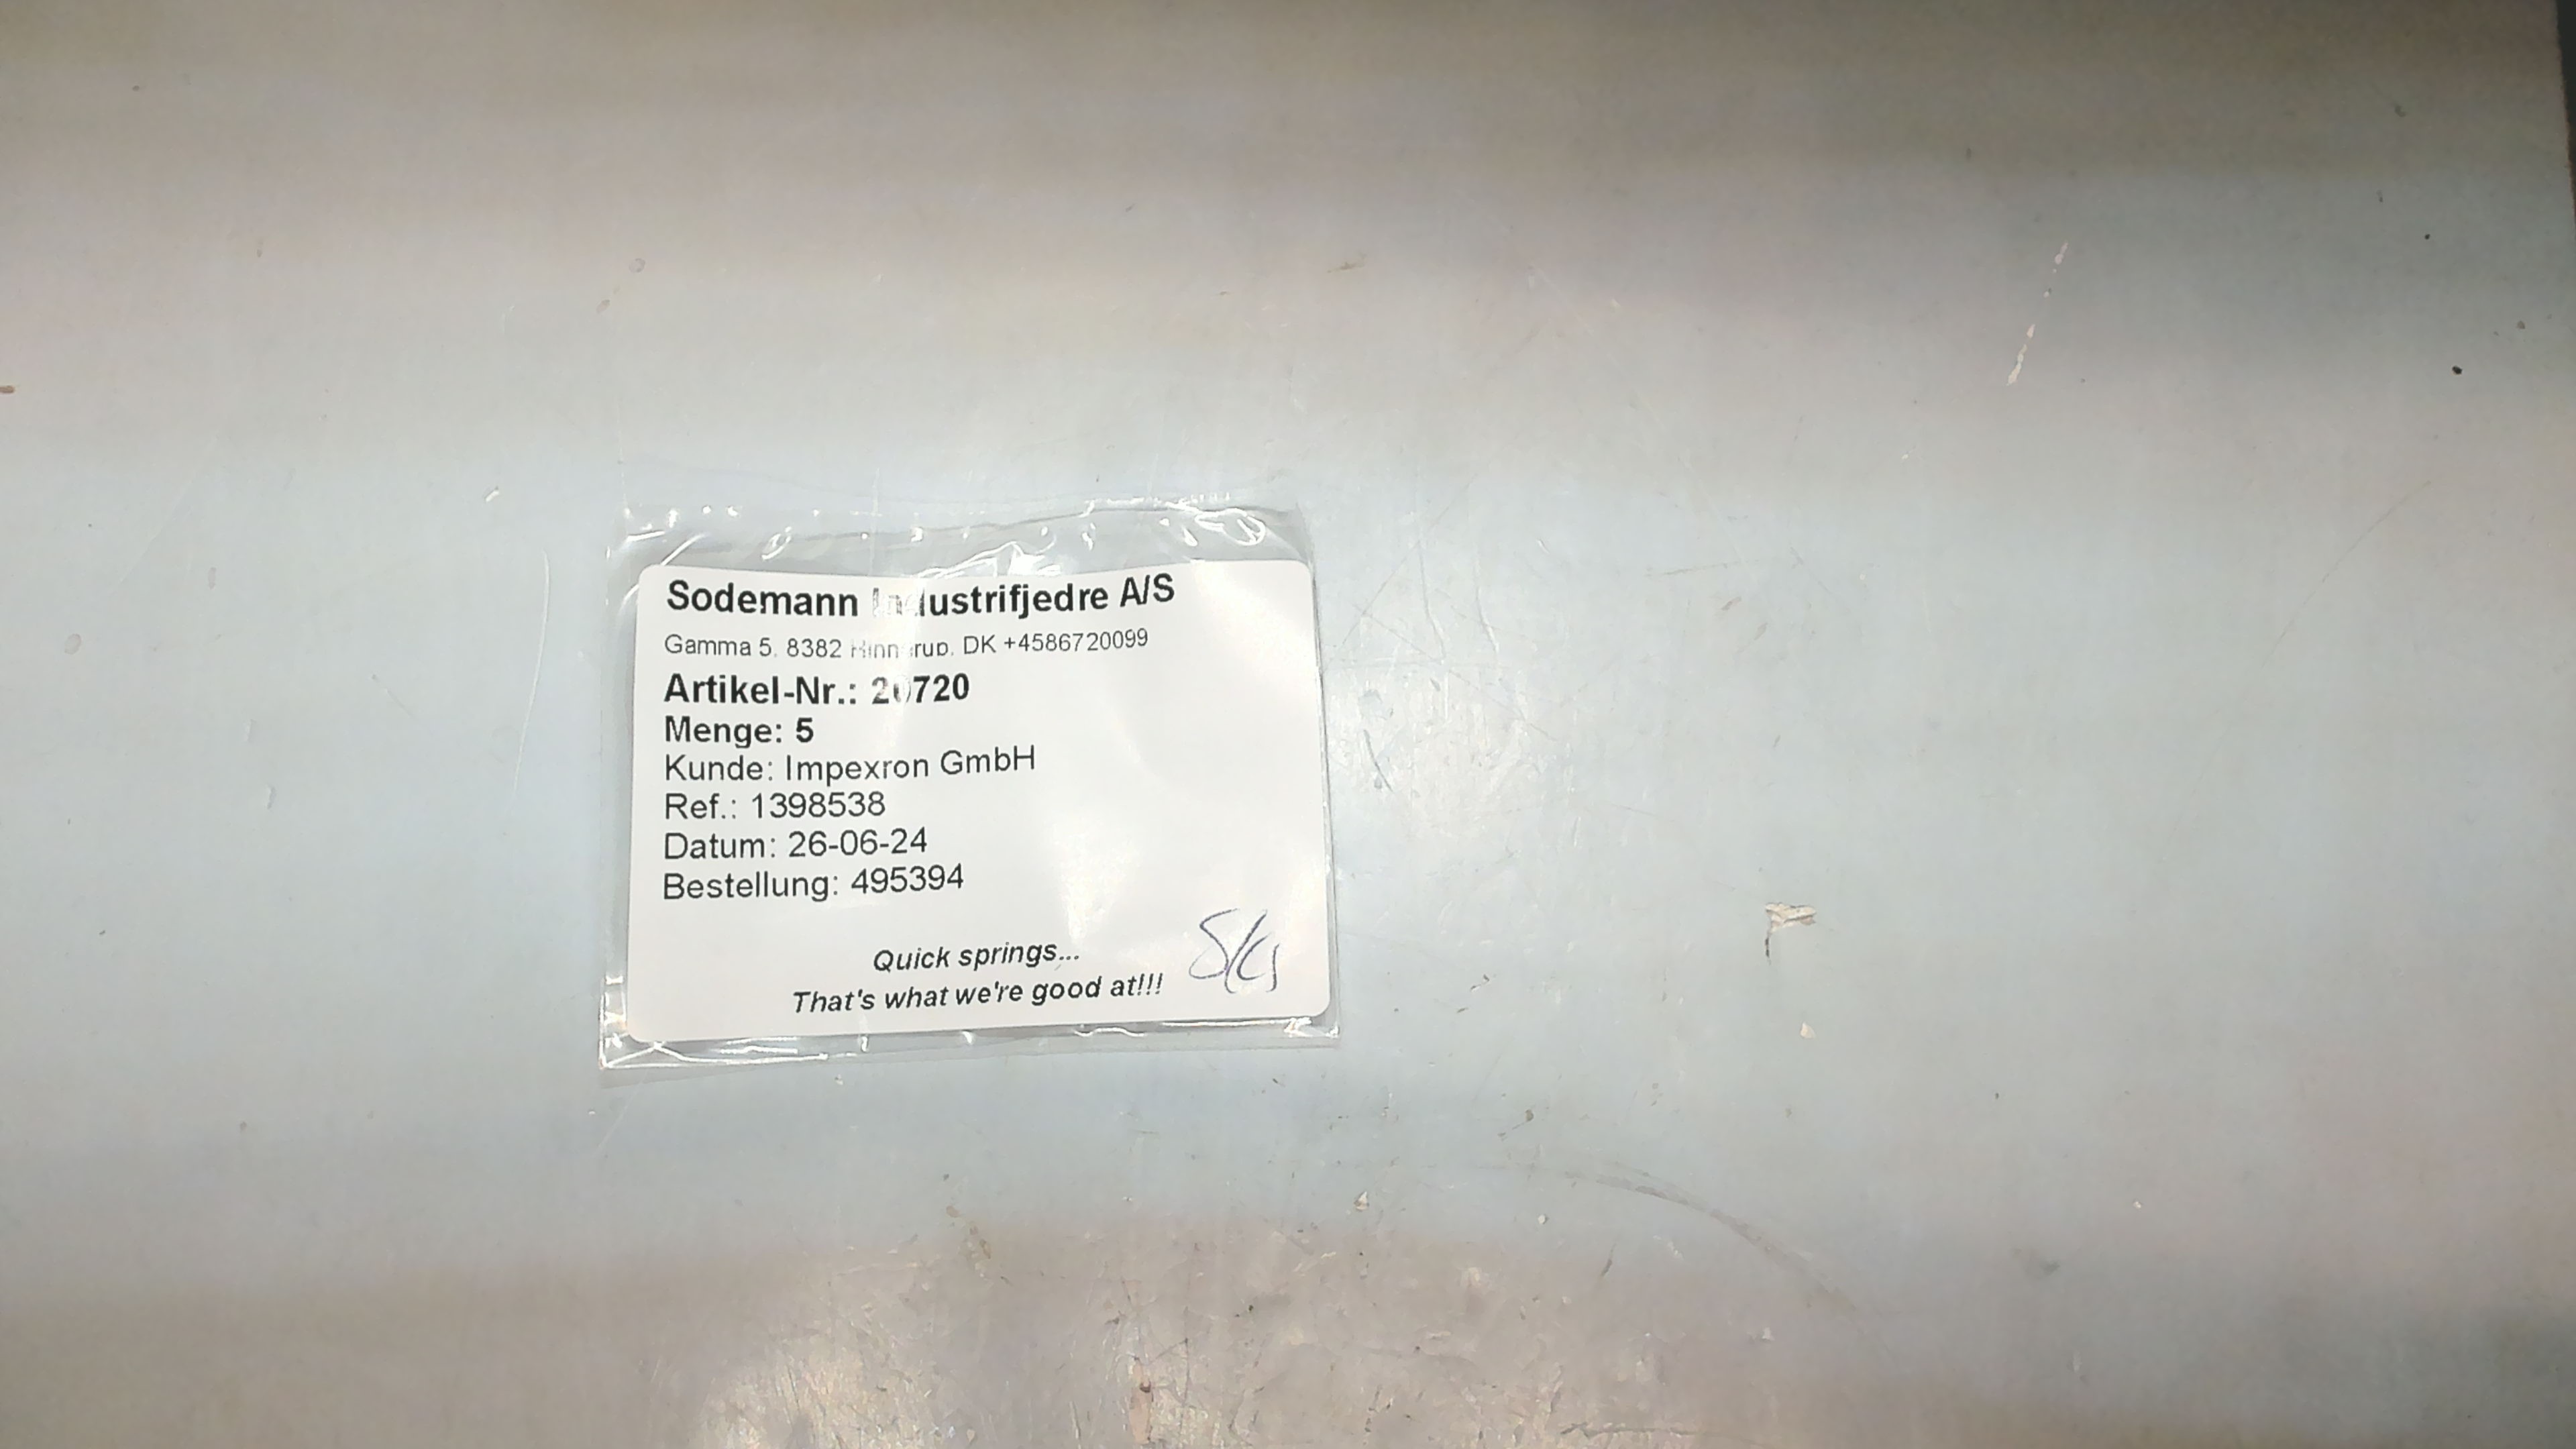 Sodemann Industrifjedre A/S
Gamma 5, 8382 Hinnerup, DK +4586720099
Artikel-Nr.: 20720
Menge: 5
Kunde: Impexron GmbH
Ref.: 1398538
Datum: 26-06-24
Bestellung: 495394
Quick springs...
That's what we're good at!!!